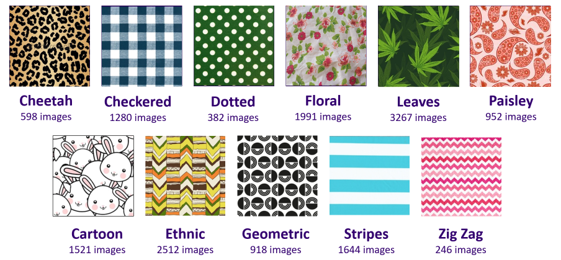 Cheetah
598 images
Checkered
1280 images
Dotted
382 images
Floral
1991 images
Leaves
3267 images
Paisley
952 images
Cartoon
1521 images
Ethnic
2512 images
Geometric
918 images
Stripes
1644 images
Zig Zag
246 images